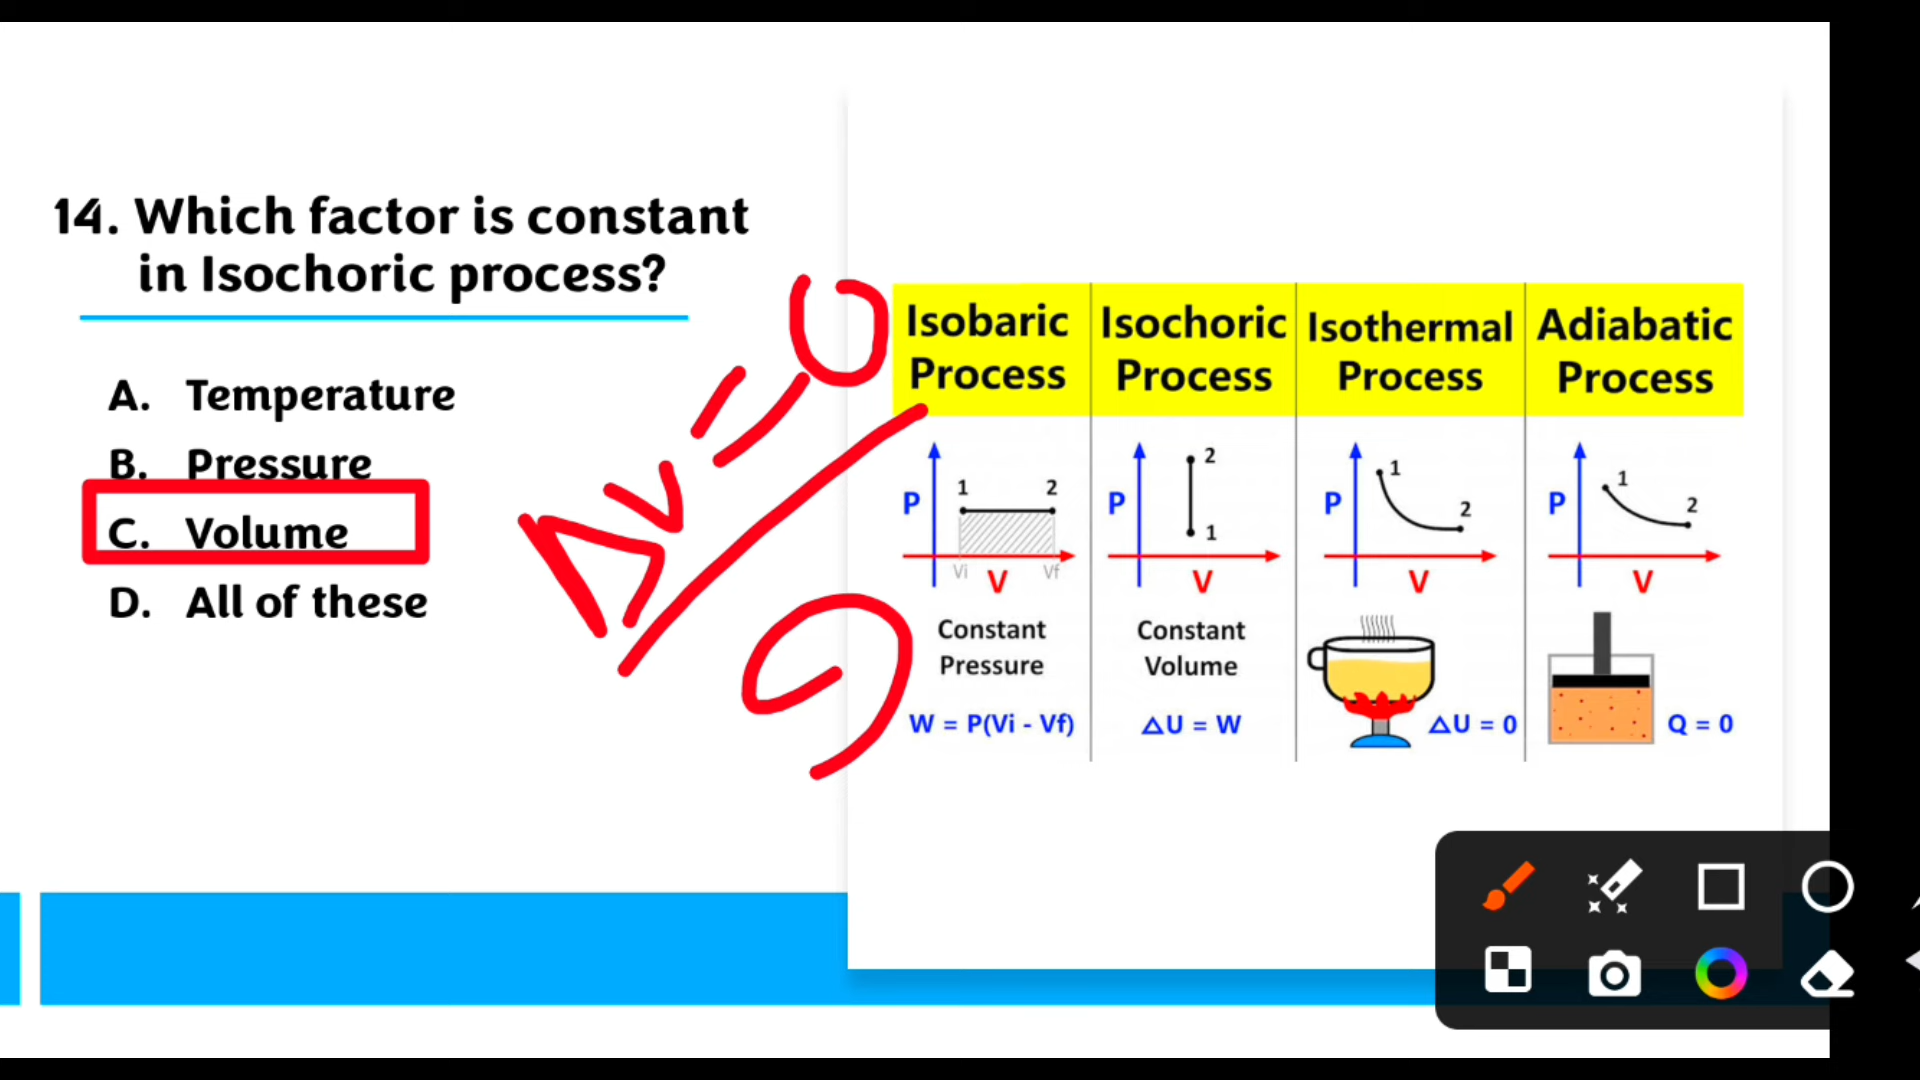 14. Which factor is constant
in Isochoric process?
A. Temperature
B. Pressure
C. Volume
D. All of these
ΔV=0
Isobaric
Process
Isochoric
Process
Isothermal
Process
Adiabatic
Process
P
1
2
Vi
V
Vf
P
2
1
V
P
1
2
V
P
1
2
V
Constant
Pressure
Constant
Volume
W = P(Vi - Vf)
△U = W
△U = 0
Q = 0